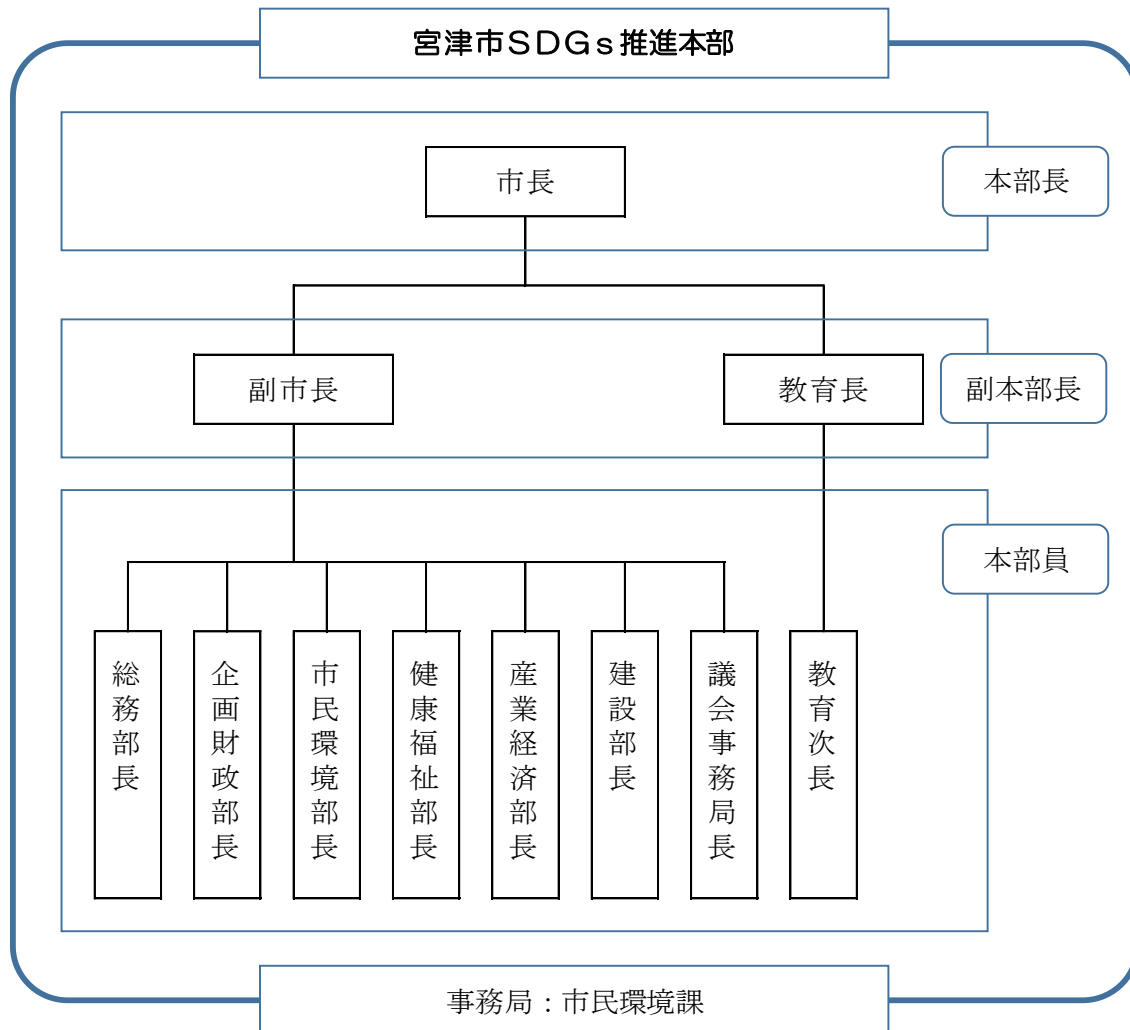 宮津市SDGs推進本部
市長
本部長
副市長
教育長
副本部長
本部員
総務部長
企画財政部長
市民環境部長
健康福祉部長
産業経済部長
建設部長
議会事務局長
教育次長
事務局：市民環境課